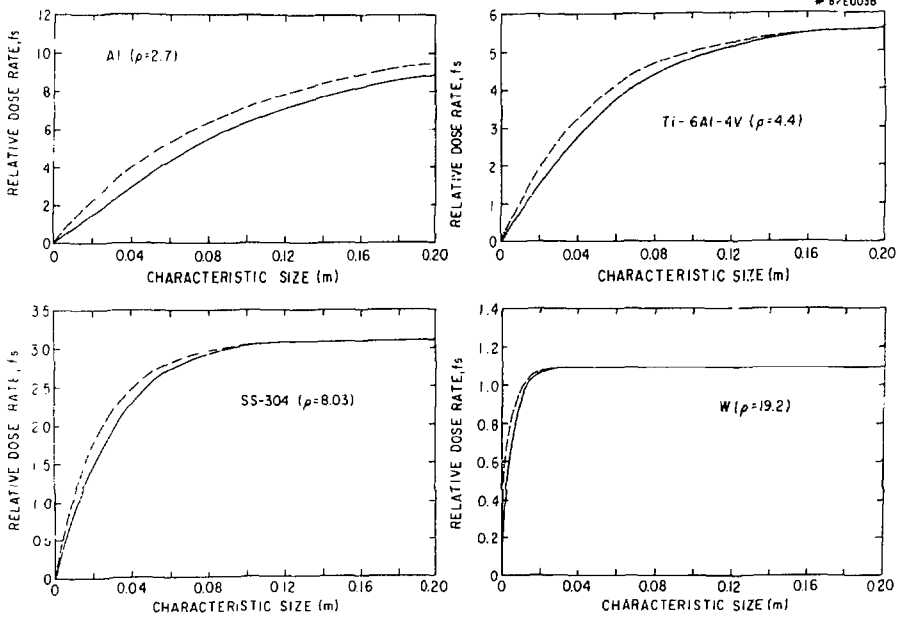 # 87E0038
12
10
8
6
4
2
0
RELATIVE DOSE RATE, fs
Al (ρ=2.7)
0.04 0.08 0.12 0.16 0.20
CHARACTERISTIC SIZE (m)
6
5
4
3
2
1
0
RELATIVE DOSE RATE, fs
Ti-6Al-4V (ρ=4.4)
0 0.04 0.08 0.12 0.16 0.20
CHARACTERISTIC SIZE (m)
3.5
3.0
2.5
2.0
1.5
1.0
0.5
0
RELATIVE DOSE RATE, fs
SS-304 (ρ=8.03)
0.04 0.08 0.12 0.16 0.20
CHARACTERISTIC SIZE (m)
1.4
1.2
1.0
0.8
0.6
0.4
0.2
0
RELATIVE DOSE RATE, fs
W (ρ=19.2)
0 0.04 0.08 0.12 0.16 0.20
CHARACTERISTIC SIZE (m)